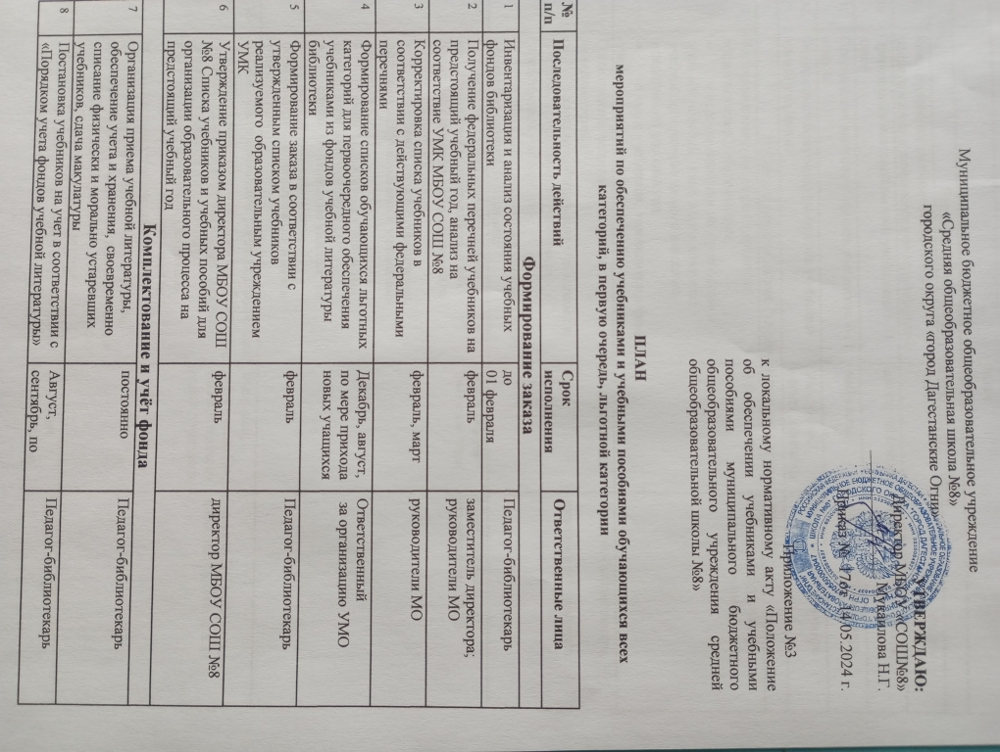 Муниципальное бюджетное общеобразовательное учреждение
«Средняя общеобразовательная школа №8»
городского округа «город Дагестанские Огни»
УТВЕРЖДАЮ:
Директор МБОУ «СОШ№8»
Микаилова Н.Г.
Приказ № 14/05.2024 г.
Приложение №3
к локальному нормативному акту «Положение
об обеспечении учебниками и учебными
пособиями муниципального бюджетного
общеобразовательного учреждения средней
общеобразовательной школы №8»
ПЛАН
мероприятий по обеспечению учебниками и учебными пособиями обучающихся всех
категорий, в первую очередь, льготной категории
№ п/п
Последовательность действий
Срок исполнения
Ответственные лица
Формирование заказа
1
Инвентаризация и анализ состояния учебных
фондов библиотеки
до
01 февраля
Педагог-библиотекарь
2
Получение федеральных перечней учебников на
предстоящий учебный год, анализ на
соответствие УМК МБОУ СОШ №8
февраль
заместитель директора;
руководители МО
3
Корректировка списка учебников в
соответствии с действующими федеральными
перечнями
февраль, март
руководители МО
4
Формирование списков обучающихся льготных
категорий для первоочередного обеспечения
учебниками из фондов учебной литературы
библиотеки
Декабрь, август,
по мере прихода
новых учащихся
Ответственный
за организацию УМО
5
Формирование заказа в соответствии с
утвержденным списком учебников
реализуемого образовательным учреждением
УМК
февраль
Педагог-библиотекарь
6
Утверждение приказом директора МБОУ СОШ
№8 Списка учебников и учебных пособий для
организации образовательного процесса на
предстоящий учебный год
февраль
директор МБОУ СОШ №8
Комплектование и учёт фонда
7
Организация приема учебной литературы,
обеспечение учета и хранения, своевременно
списание физически и морально устаревших
учебников, сдача макулатуры
постоянно
Педагог-библиотекарь
8
Постановка учебников на учет в соответствии с
«Порядком учета фондов учебной литературы»
Август,
сентябрь, по
Педагог-библиотекарь